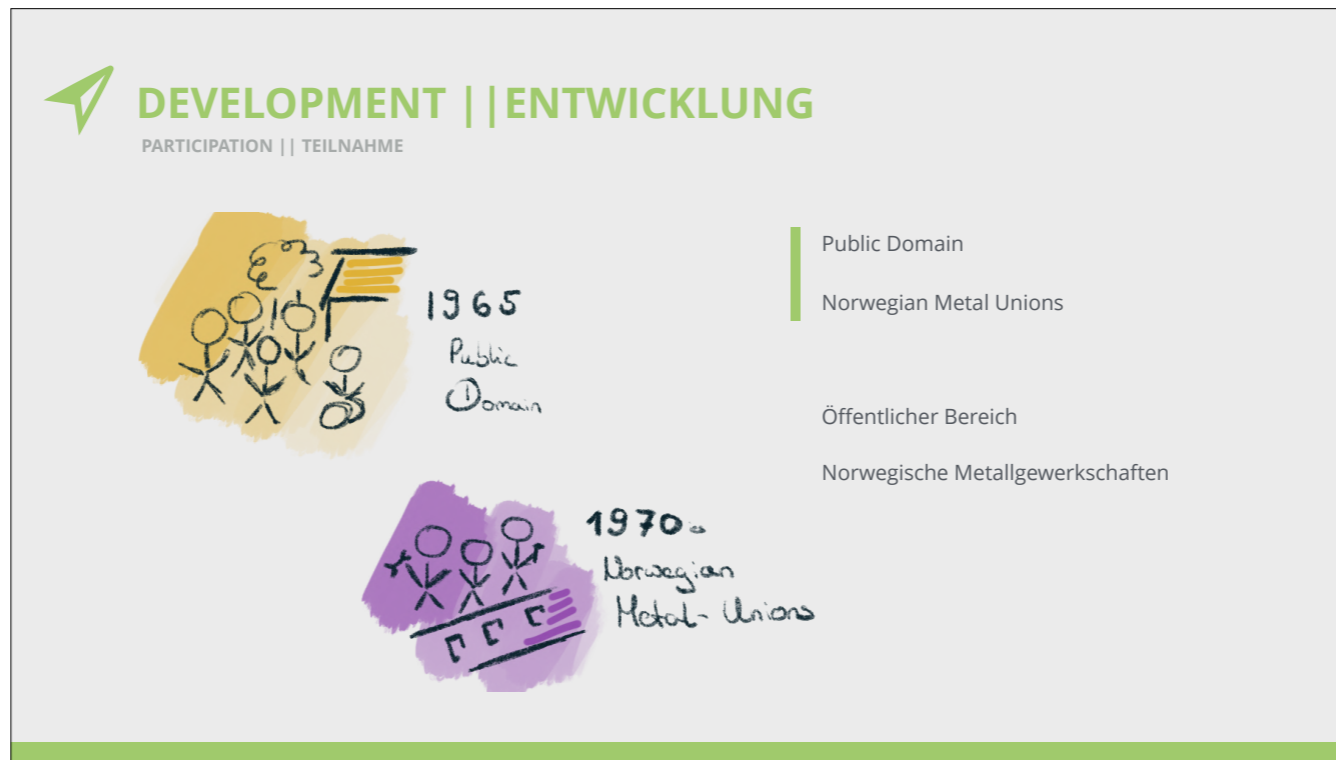 DEVELOPMENT ||ENTWICKLUNG
PARTICIPATION || TEILNAHME
1965
Public
Domain
1970s
Norwegian
Metal-Unions
Public Domain
Norwegian Metal Unions
Öffentlicher Bereich
Norwegische Metallgewerkschaften